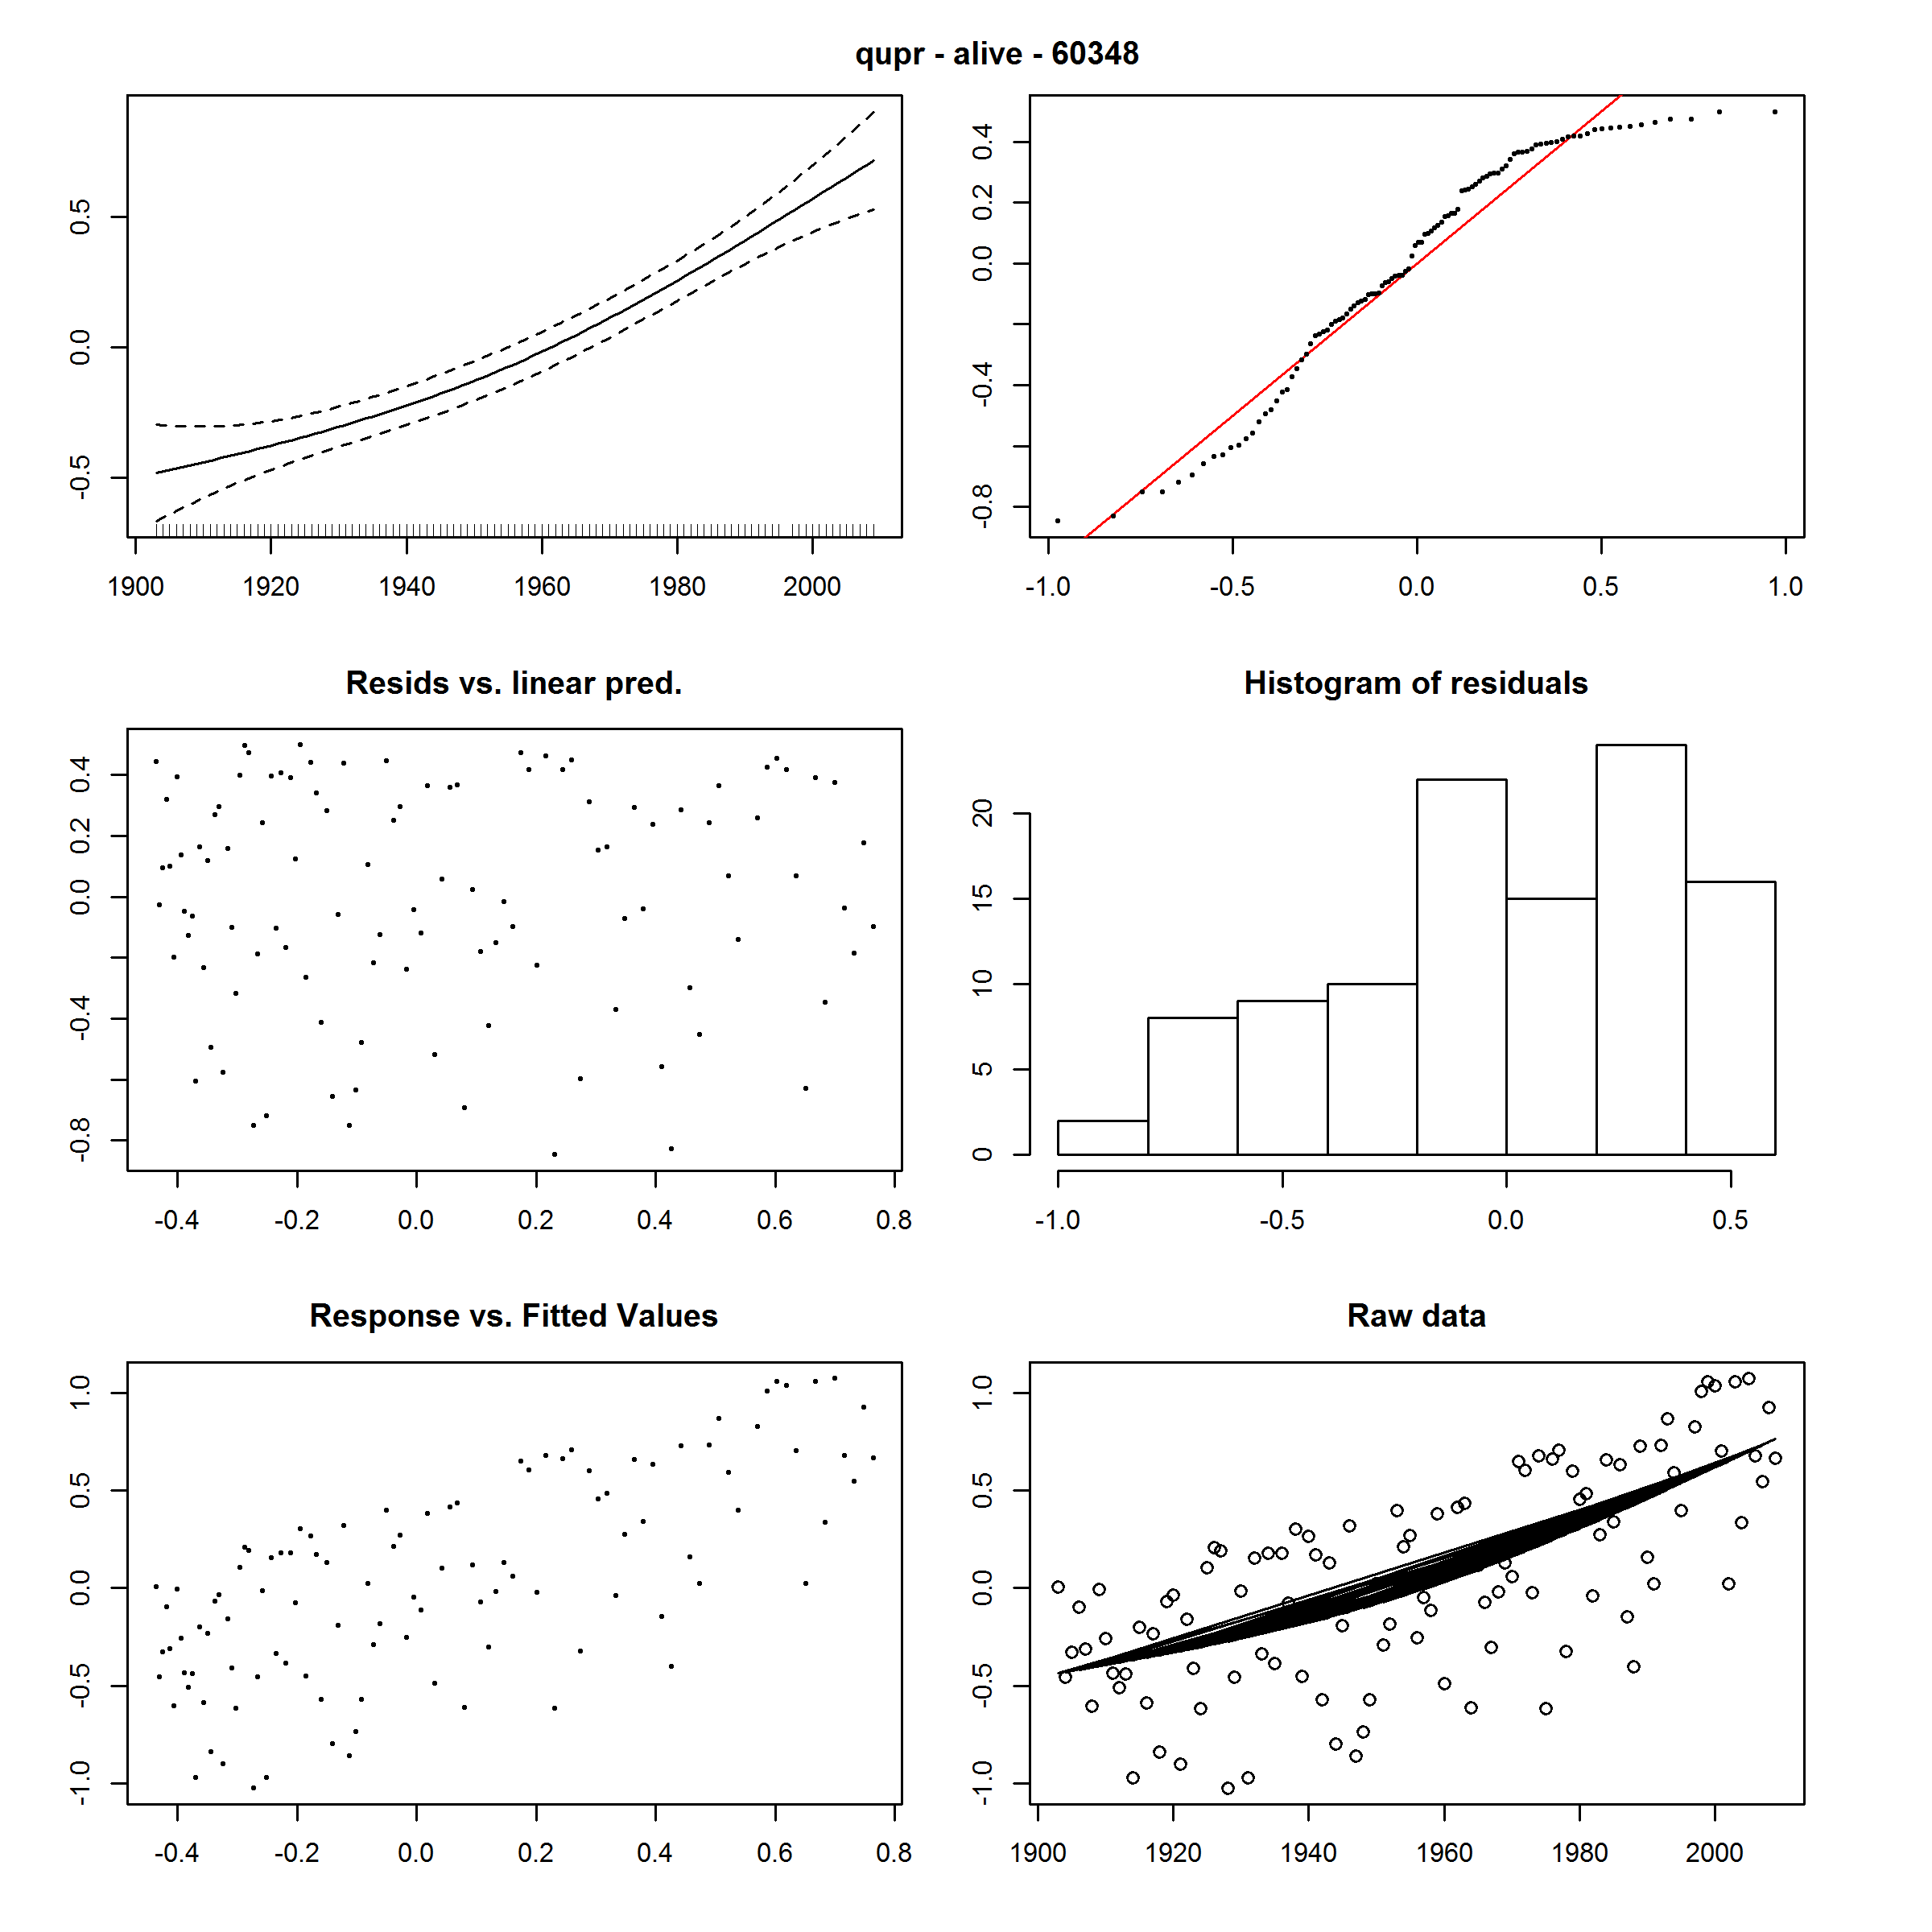 qupr - alive - 60348
0.5
0.0
-0.5
1900 1920 1940 1960 1980 2000
0.4
0.2
0.0
-0.4
-0.8
-1.0 -0.5 0.0 0.5 1.0
Resids vs. linear pred.
0.4
0.2
0.0
-0.4
-0.8
-0.4 -0.2 0.0 0.2 0.4 0.6 0.8
Histogram of residuals
20
15
10
5
0
-1.0 -0.5 0.0 0.5
Response vs. Fitted Values
1.0
0.5
0.0
-0.5
-1.0
-0.4 -0.2 0.0 0.2 0.4 0.6 0.8
Raw data
1.0
0.5
0.0
-0.5
-1.0
1900 1920 1940 1960 1980 2000